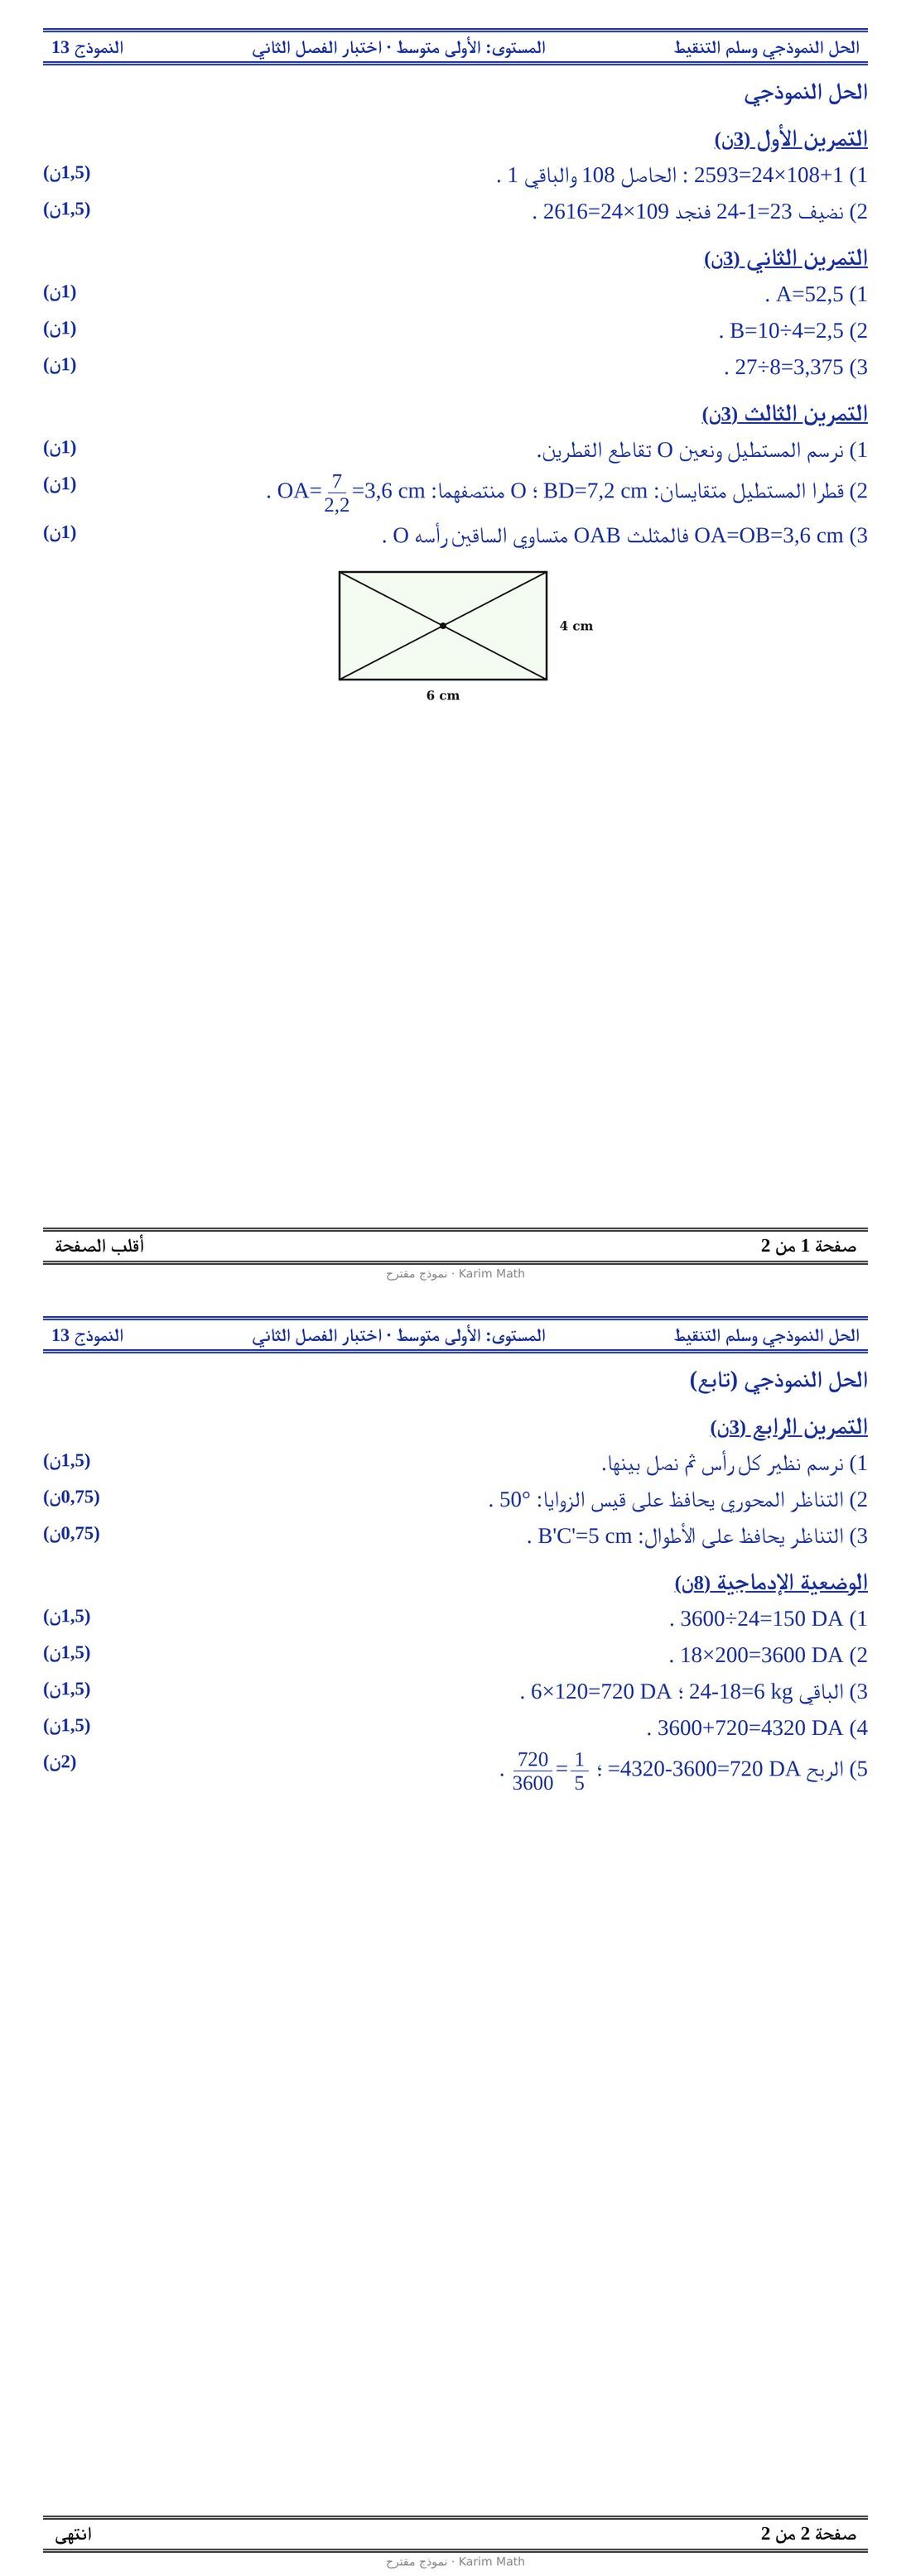 الحل النموذجي وسلم التنقيط المستوى: الأولى متوسط · اختبار الفصل الثاني النموذج 13
الحل النموذجي
التمرين الأول (3ن)
1) 2593=24×108+1 : الحاصل 108 والباقي 1 . (1,5ن)
2) نضيف 24-1=23 فنجد 2616=24×109 . (1,5ن)
التمرين الثاني (3ن)
1) A=52,5 . (1ن)
2) B=10÷4=2,5 . (1ن)
3) 27÷8=3,375 . (1ن)
التمرين الثالث (3ن)
1) نرسم المستطيل ونعين O تقاطع القطرين. (1ن)
2) قطرا المستطيل متقايسان: BD=7,2 cm ؛ O منتصفهما: OA=7/2,2=3,6 cm . (1ن)
3) OA=OB=3,6 cm فالمثلث OAB متساوي الساقين رأسه O . (1ن)
4 cm
6 cm
صفحة 1 من 2 أقلب الصفحة
Karim Math · نموذج مقترح
الحل النموذجي وسلم التنقيط المستوى: الأولى متوسط · اختبار الفصل الثاني النموذج 13
الحل النموذجي (تابع)
التمرين الرابع (3ن)
1) نرسم نظير كل رأس ثم نصل بينها. (1,5ن)
2) التناظر المحوري يحافظ على قيس الزوايا: 50° . (0,75ن)
3) التناظر يحافظ على الأطوال: B'C'=5 cm . (0,75ن)
الوضعية الإدماجية (8ن)
1) 3600÷24=150 DA . (1,5ن)
2) 18×200=3600 DA . (1,5ن)
3) الباقي 24-18=6 kg ؛ 6×120=720 DA . (1,5ن)
4) 3600+720=4320 DA . (1,5ن)
5) الربح =4320-3600=720 DA ؛ 720/3600=1/5 . (2ن)
صفحة 2 من 2 انتهى
Karim Math · نموذج مقترح